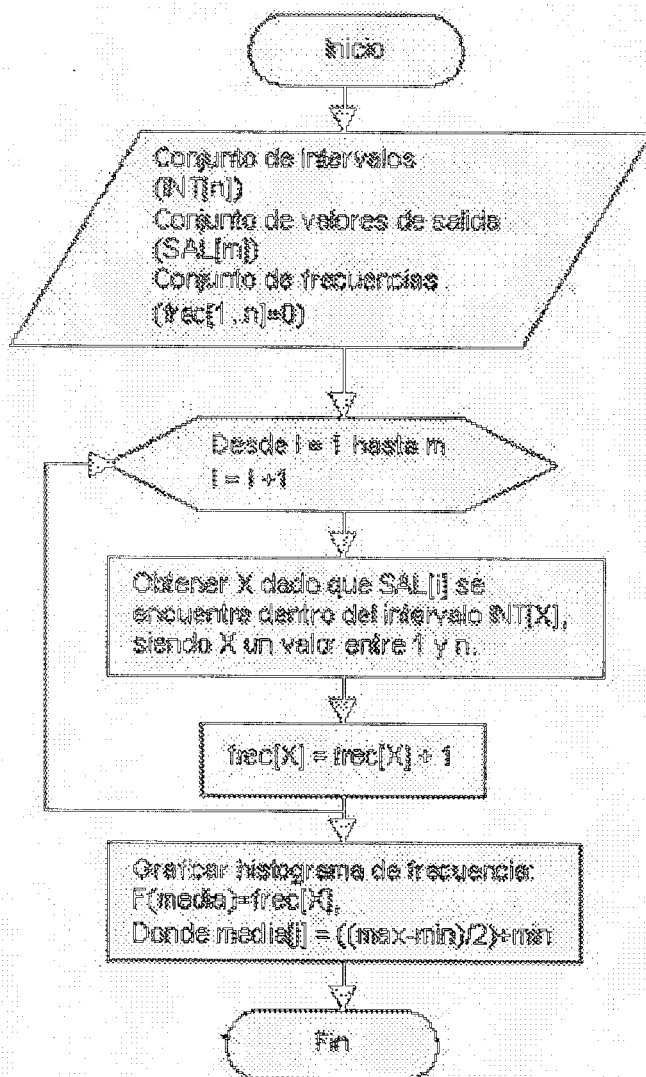 Inicio
Conjunto de intervalos
(INT[n])
Conjunto de valores de salida
(SAL[m])
Conjunto de frecuencias
(frec[1..n]=0)
Desde i = 1 hasta m
i = i +1
Obtener X dado que SAL[i] se
encuentre dentro del intervalo INT[X],
siendo X un valor entre 1 y n.
frec[X] = frec[X] + 1
Graficar histograma de frecuencia:
F(media)=frec[X],
Donde media[i] = ((max-min)/2)+min
Fin